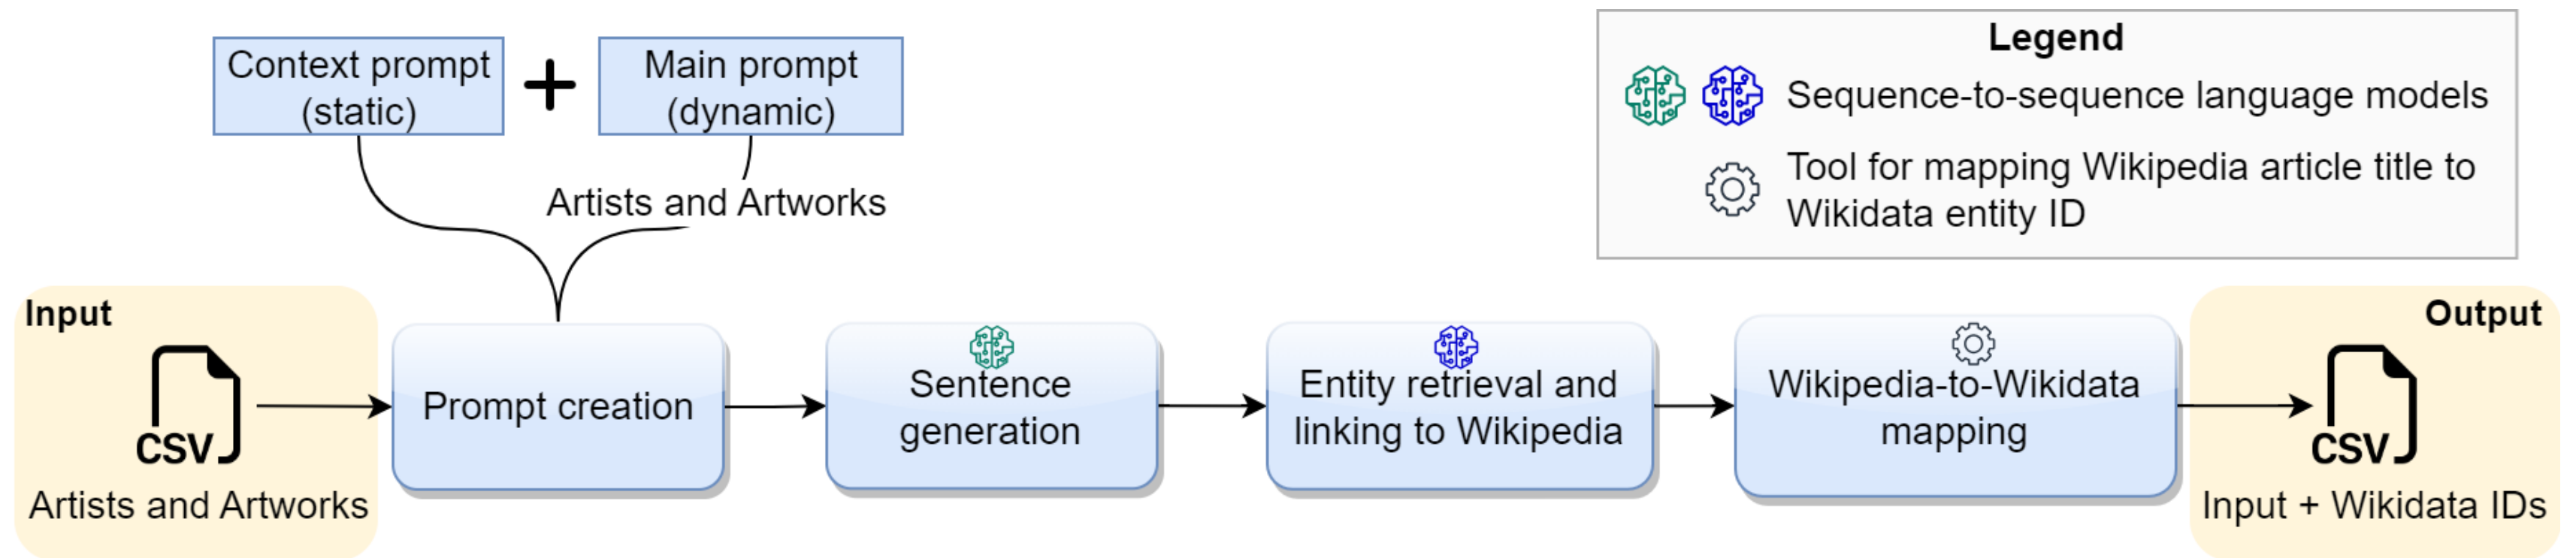 Context prompt
(static)
+
Main prompt
(dynamic)
Artists and Artworks
Legend
Sequence-to-sequence language models
Tool for mapping Wikipedia article title to
Wikidata entity ID
Input
CSV
Artists and Artworks
Prompt creation
Sentence
generation
Entity retrieval and
linking to Wikipedia
Wikipedia-to-Wikidata
mapping
Output
CSV
Input + Wikidata IDs